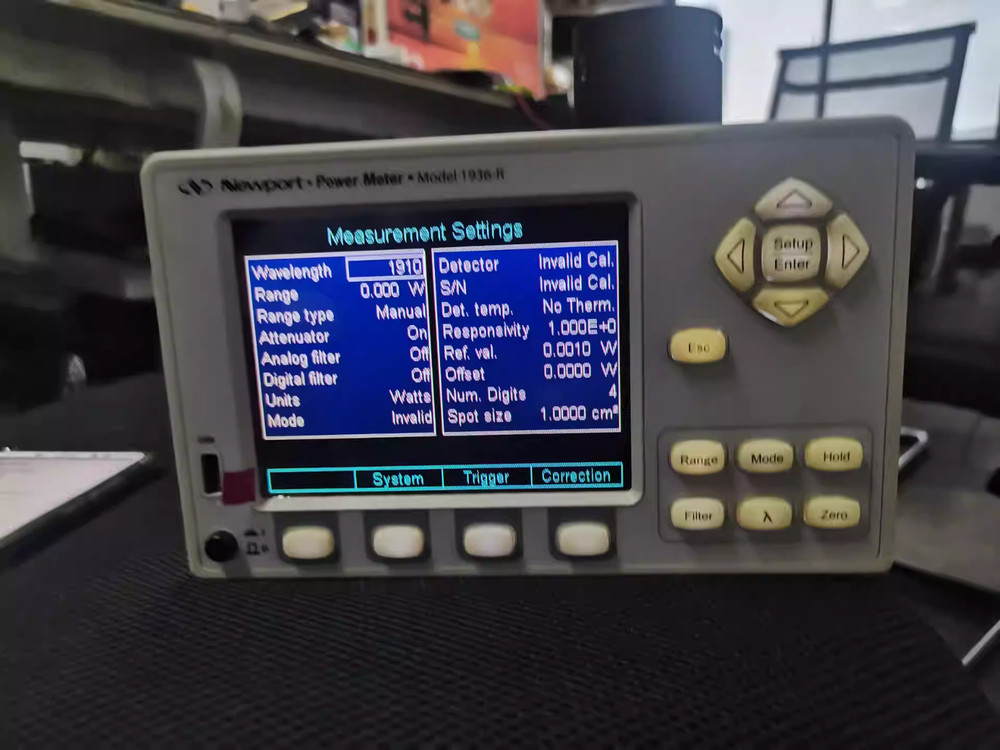 Newport • Power Meter • Model 1936-R
Measurement Settings
Wavelength 1910
Range 0.000 W
Range type Manual
Attenuator On
Analog filter Off
Digital filter Off
Units Watts
Mode Invalid
Detector Invalid Cal.
S/N Invalid Cal.
Det. temp. No Therm.
Responsivity 1.000E+0
Ref. val. 0.0010 W
Offset 0.0000 W
Num. Digits 4
Spot size 1.0000 cm²
System Trigger Correction
Setup
Enter
Esc
Range Mode Hold
Filter λ Zero